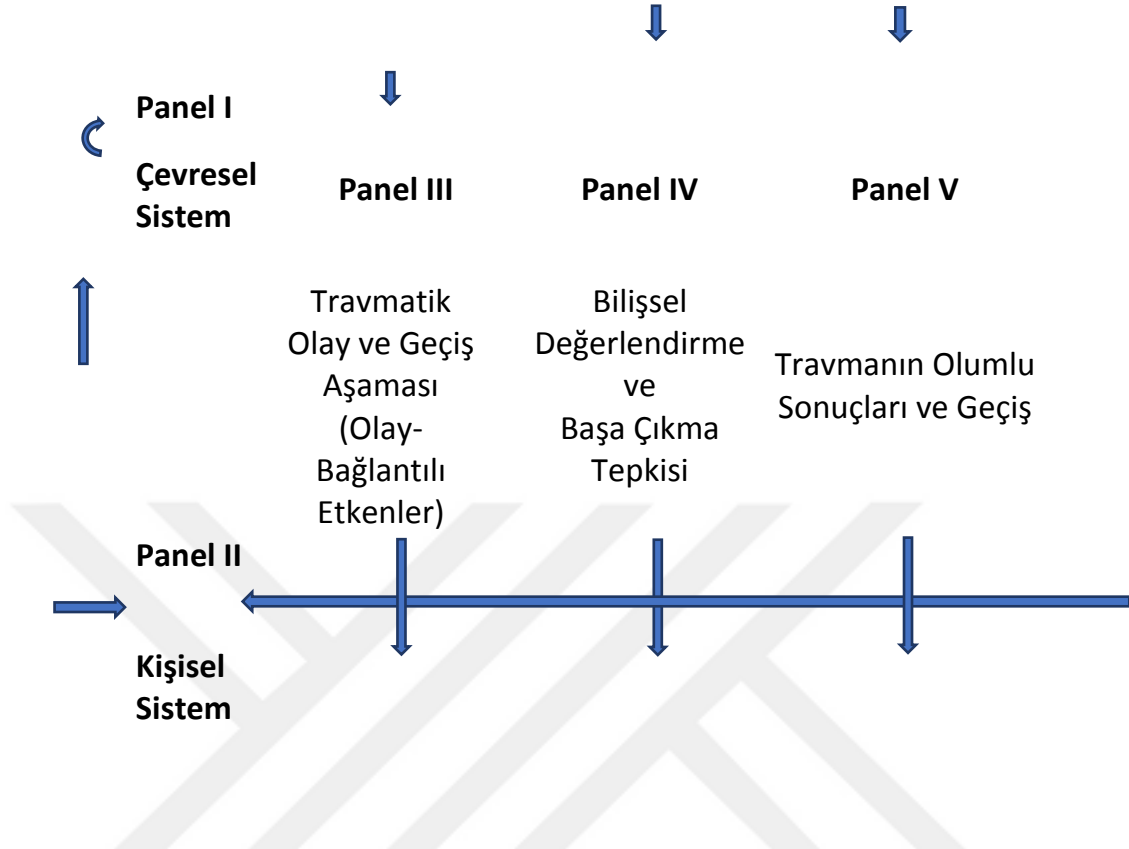 Panel I
Çevresel
Sistem
Panel III
Travmatik
Olay ve Geçiş
Aşaması
(Olay-
Bağlantılı
Etkenler)
Panel IV
Bilişsel
Değerlendirme
ve
Başa Çıkma
Tepkisi
Panel V
Travmanın Olumlu
Sonuçları ve Geçiş
Panel II
Kişisel
Sistem